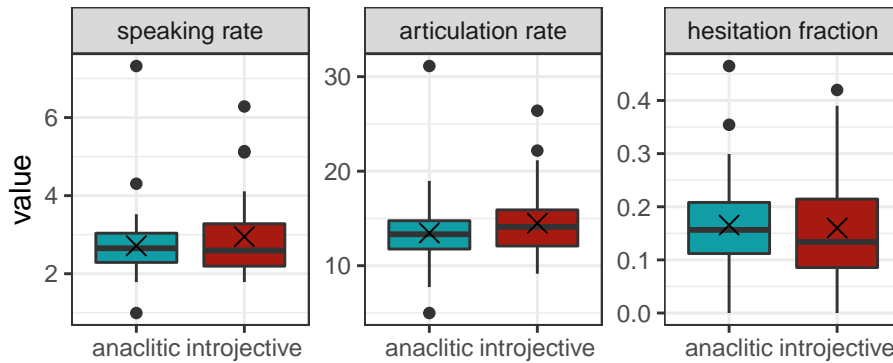 speaking rate
articulation rate
hesitation fraction
value
6
4
2
30
20
10
0.4
0.3
0.2
0.1
0.0
anaclitic introjective
anaclitic introjective
anaclitic introjective